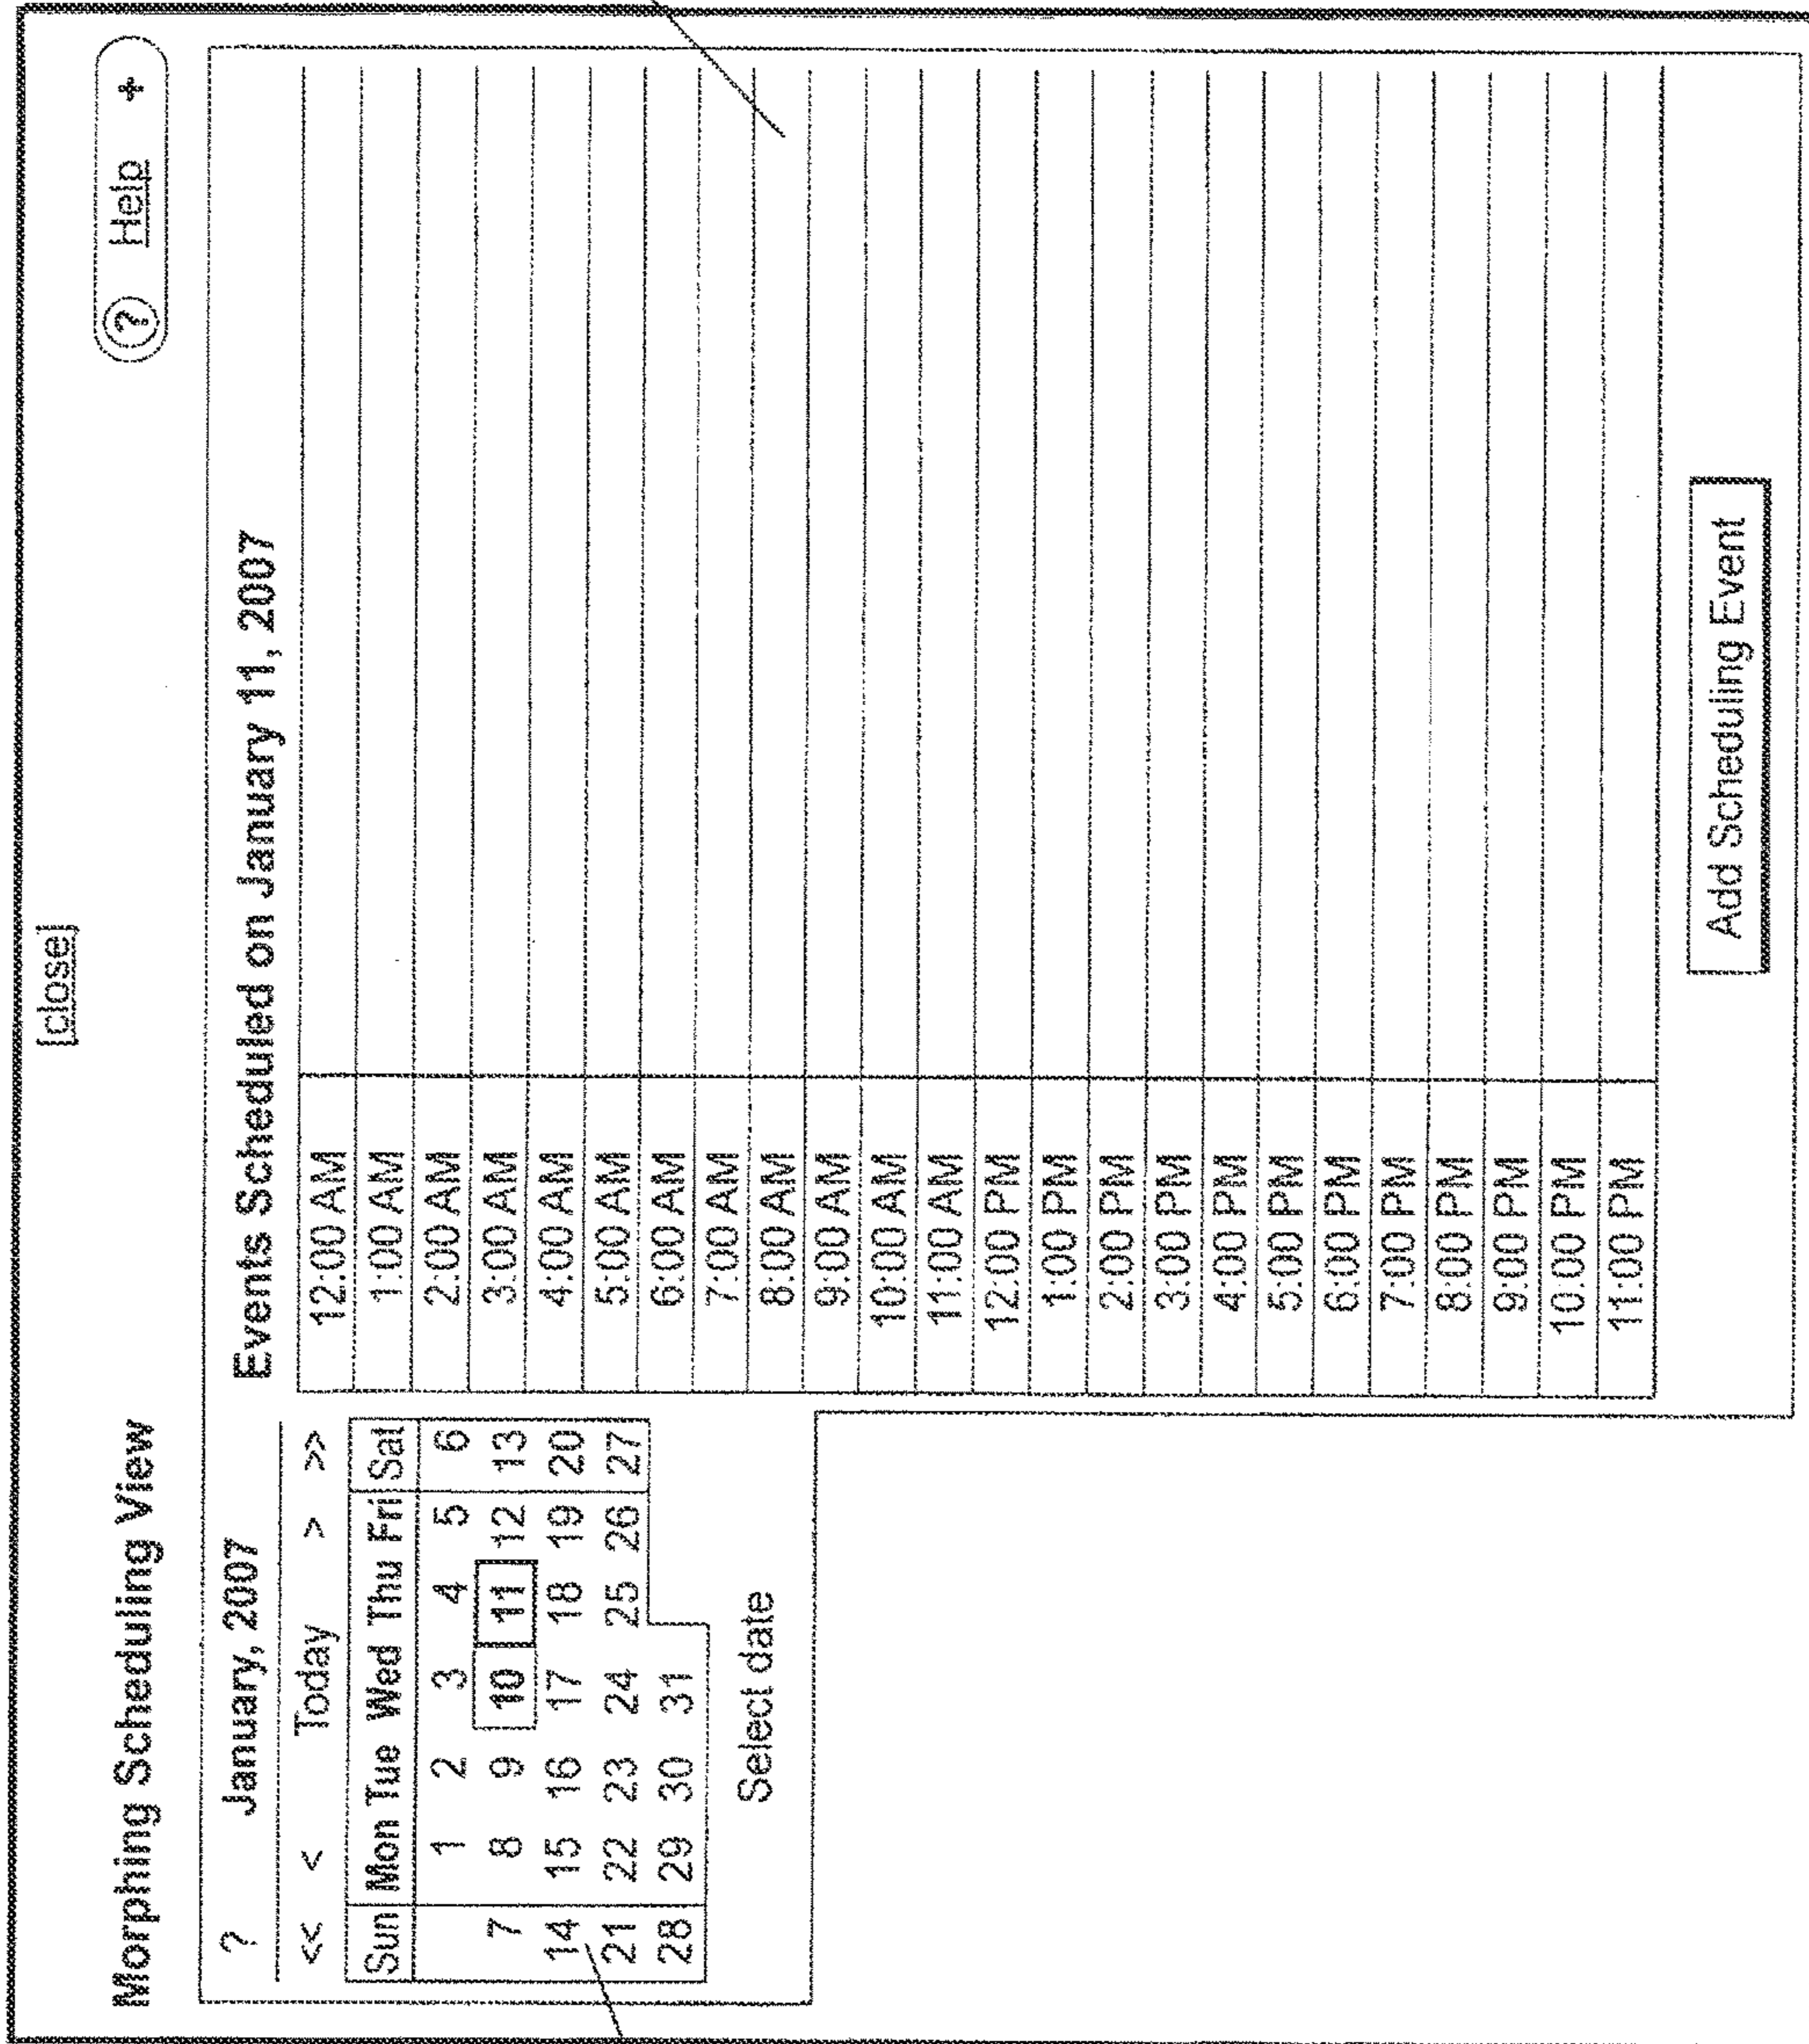 [close]
Morphing Scheduling View
? Help +
? January, 2007
<< < Today > >>
Sun Mon Tue Wed Thu Fri Sat
1 2 3 4 5 6
7 8 9 10 11 12 13
14 15 16 17 18 19 20
21 22 23 24 25 26 27
28 29 30 31
Select date
Events Scheduled on January 11, 2007
12:00 AM
1:00 AM
2:00 AM
3:00 AM
4:00 AM
5:00 AM
6:00 AM
7:00 AM
8:00 AM
9:00 AM
10:00 AM
11:00 AM
12:00 PM
1:00 PM
2:00 PM
3:00 PM
4:00 PM
5:00 PM
6:00 PM
7:00 PM
8:00 PM
9:00 PM
10:00 PM
11:00 PM
Add Scheduling Event